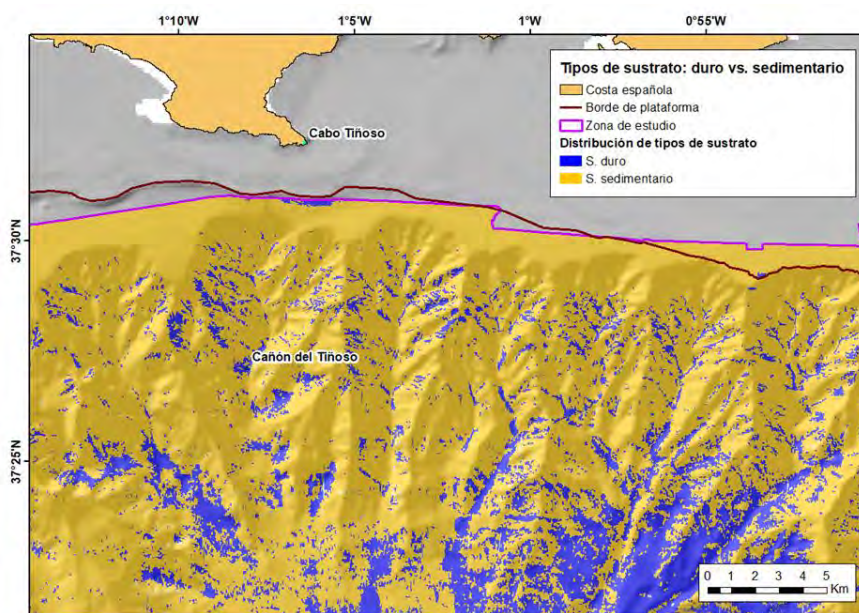 1°10'W 1°5'W 1°W 0°55'W
Tipos de sustrato: duro vs. sedimentario
Costa española
Borde de plataforma
Zona de estudio
Distribución de tipos de sustrato
S. duro
S. sedimentario
Cabo Tiñoso
37°30'N
Cañón del Tiñoso
37°25'N
0 1 2 3 4 5
Km